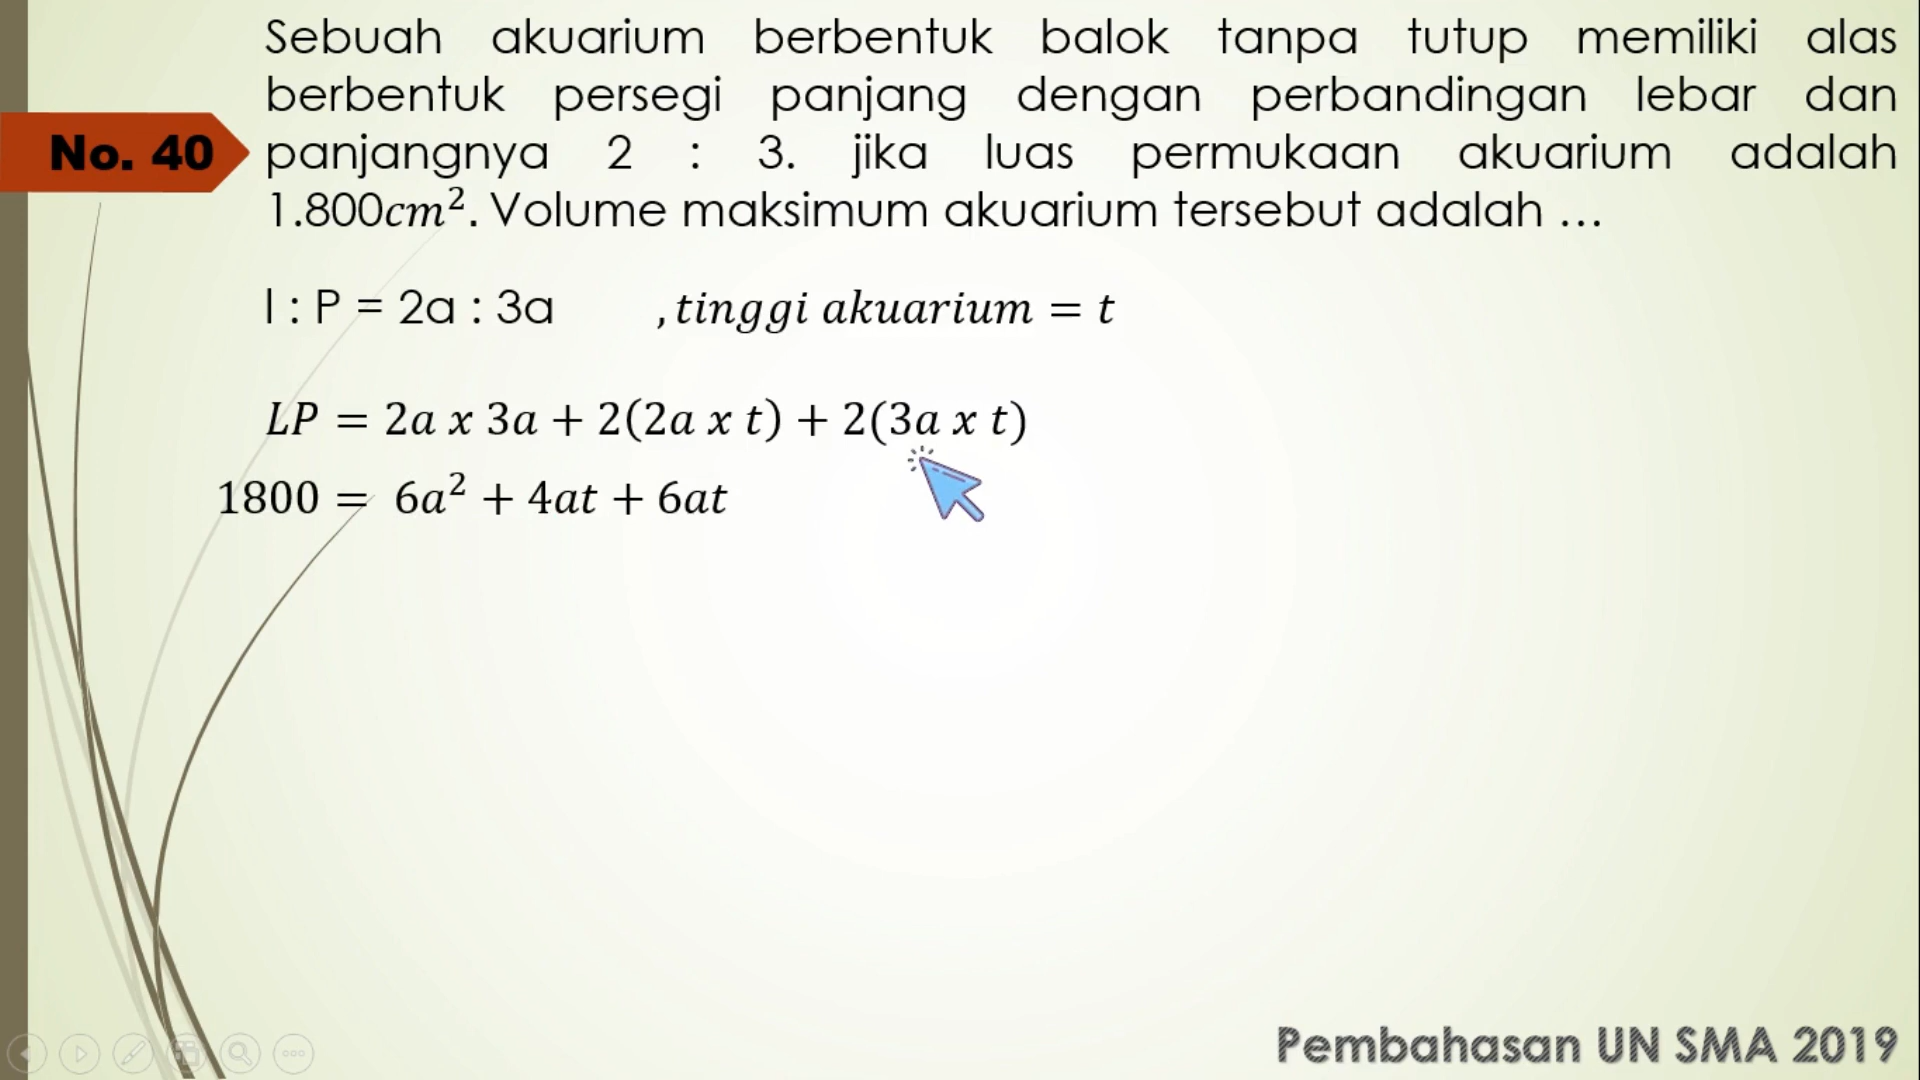 Sebuah akuarium berbentuk balok tanpa tutup memiliki alas
berbentuk persegi panjang dengan perbandingan lebar dan
No. 40
panjangnya 2 : 3. jika luas permukaan akuarium adalah
1.800cm². Volume maksimum akuarium tersebut adalah ...
l : P = 2a : 3a , tinggi akuarium = t
LP = 2a x 3a + 2(2a x t) + 2(3a x t)
1800 = 6a² + 4at + 6at
Pembahasan UN SMA 2019